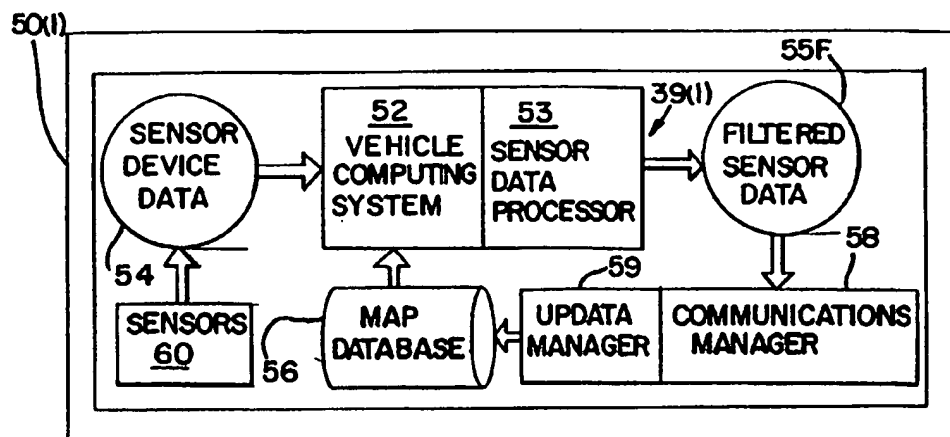 50(1)
55F
SENSOR
DEVICE
DATA
52
VEHICLE
COMPUTING
SYSTEM
53
SENSOR
DATA
PROCESSOR
39(1)
FILTERED
SENSOR
DATA
54
59
58
SENSORS
60
56
MAP
DATABASE
UPDATA
MANAGER
COMMUNICATIONS
MANAGER